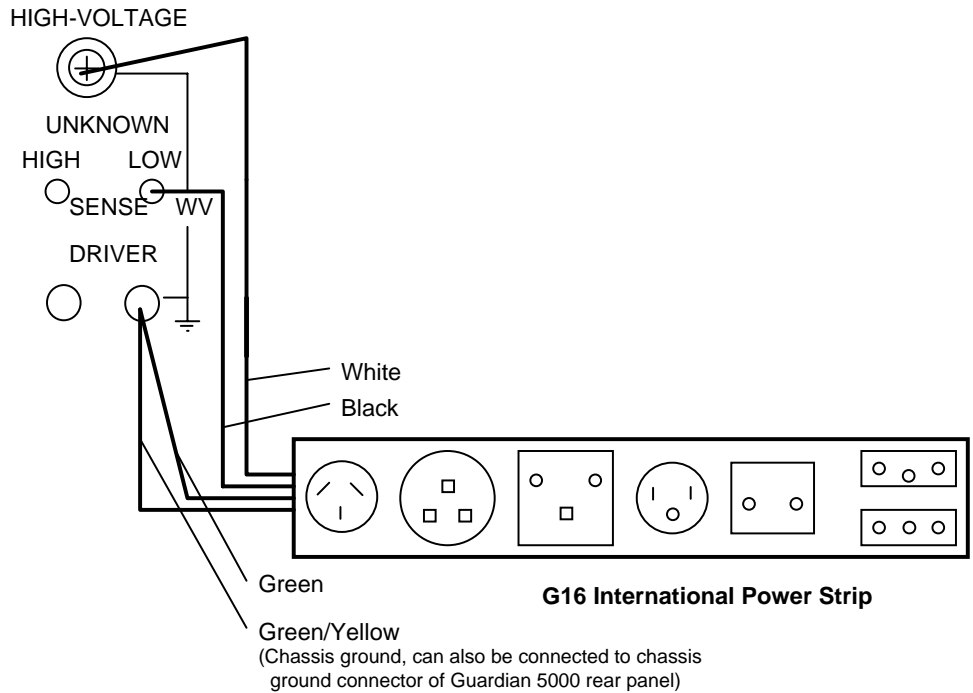 HIGH-VOLTAGE
UNKNOWN
HIGH LOW
SENSE WV
DRIVER
White
Black
Green
G16 International Power Strip
Green/Yellow
(Chassis ground, can also be connected to chassis
ground connector of Guardian 5000 rear panel)